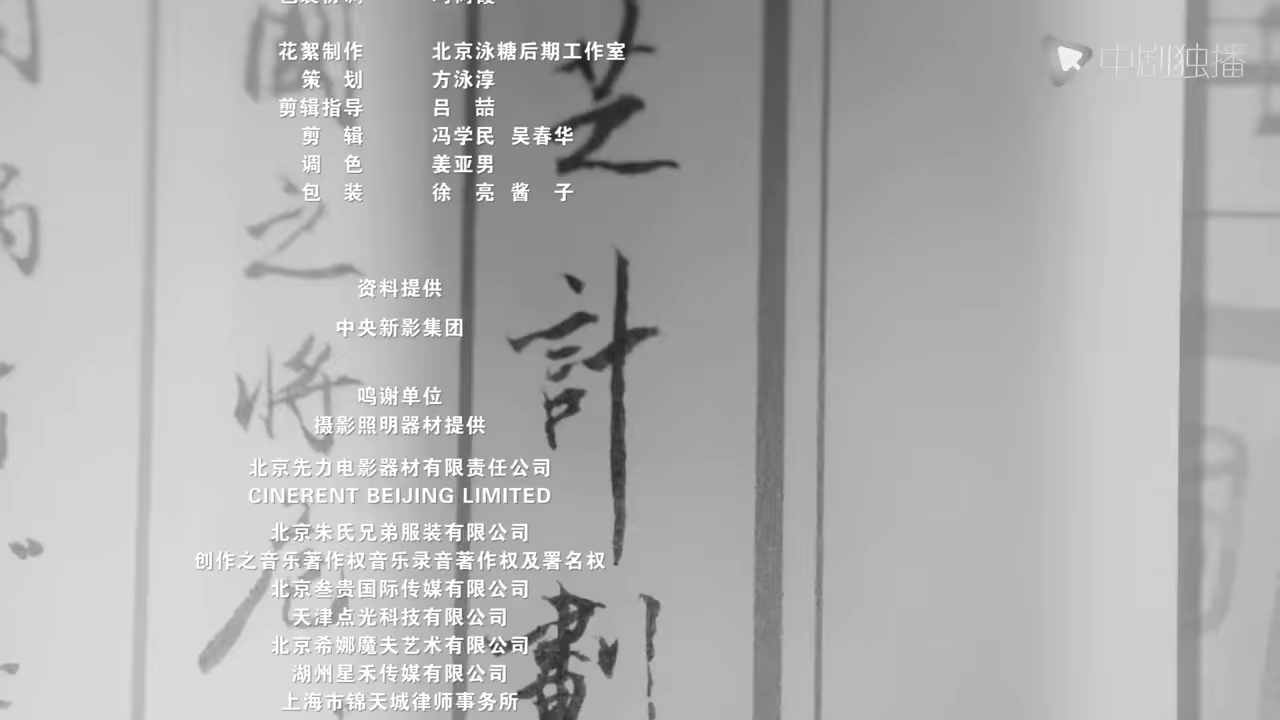 花絮制作 北京泳糖后期工作室
策 划 方泳淳
剪辑指导 吕 喆
剪 辑 冯学民 吴春华
调 色 姜亚男
包 装 徐 亮 酱 子
资料提供
中央新影集团
鸣谢单位
摄影照明器材提供
北京先力电影器材有限责任公司
CINERENT BEIJING LIMITED
北京朱氏兄弟服装有限公司
创作之音乐著作权音乐录音著作权及署名权
北京叁贵国际传媒有限公司
天津点光科技有限公司
北京希娜魔夫艺术有限公司
湖州星禾传媒有限公司
上海市锦天城律师事务所
中剧独播
計劃
國之將